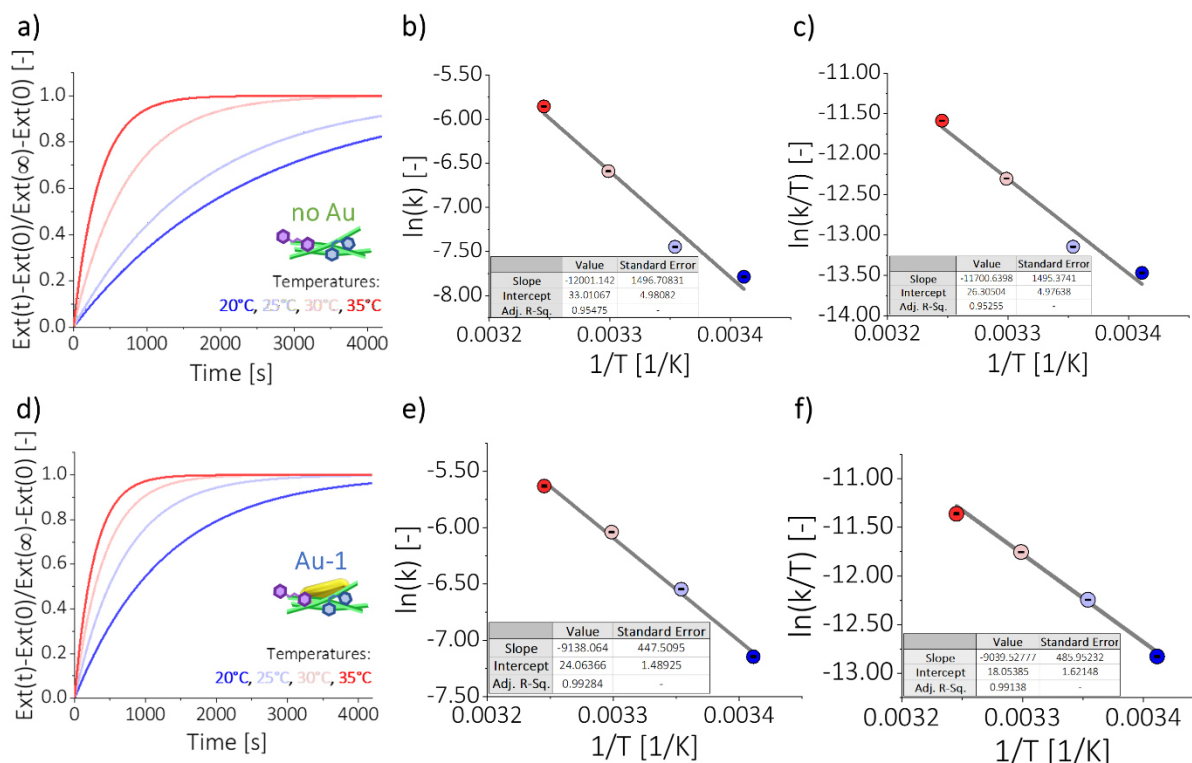 a)
Ext(t)-Ext(0)/Ext(∞)-Ext(0) [-]
1.0
0.8
0.6
0.4
0.2
0.0
no Au
Temperatures:
20°C, 25°C, 30°C, 35°C
0 1000 2000 3000 4000
Time [s]
b)
ln(k) [-]
-5.50
-6.00
-6.50
-7.00
-7.50
-8.00
Value Standard Error
Slope -12001.142 1496.70831
Intercept 33.01067 4.98082
Adj. R-Sq. 0.95475 -
0.0032 0.0033 0.0034
1/T [1/K]
c)
ln(k/T) [-]
-11.00
-11.50
-12.00
-12.50
-13.00
-13.50
-14.00
Value Standard Error
Slope -11700.6398 1495.3741
Intercept 26.30504 4.97638
Adj. R-Sq. 0.95255 -
0.0032 0.0033 0.0034
1/T [1/K]
d)
Ext(t)-Ext(0)/Ext(∞)-Ext(0) [-]
1.0
0.8
0.6
0.4
0.2
0.0
Au-1
Temperatures:
20°C, 25°C, 30°C, 35°C
0 1000 2000 3000 4000
Time [s]
e)
ln(k) [-]
-5.50
-6.00
-6.50
-7.00
-7.50
Value Standard Error
Slope -9138.064 447.5095
Intercept 24.06366 1.48925
Adj. R-Sq. 0.99284 -
0.0032 0.0033 0.0034
1/T [1/K]
f)
ln(k/T) [-]
-11.00
-11.50
-12.00
-12.50
-13.00
Value Standard Error
Slope -9039.52777 485.95232
Intercept 18.05385 1.62148
Adj. R-Sq. 0.99138 -
0.0032 0.0033 0.0034
1/T [1/K]